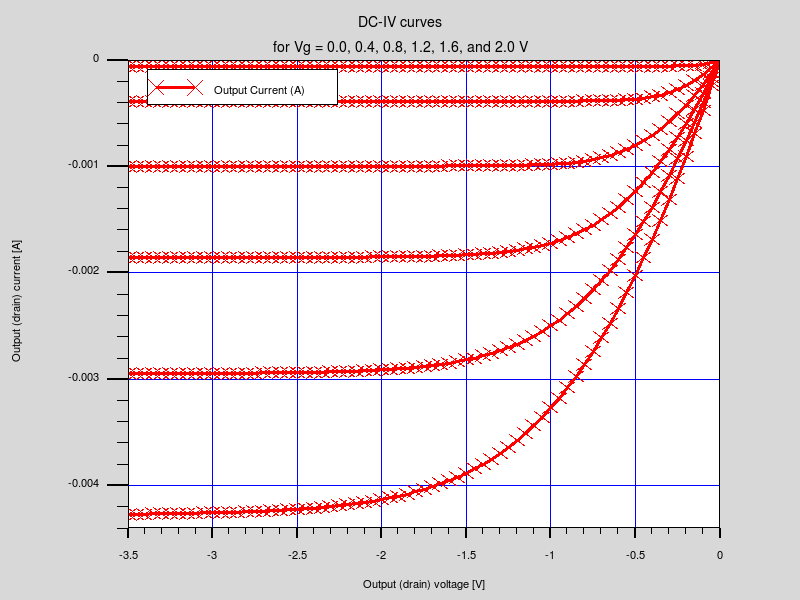 DC-IV curves
for Vg = 0.0, 0.4, 0.8, 1.2, 1.6, and 2.0 V
Output Current (A)
0
-0.001
-0.002
-0.003
-0.004
Output (drain) current [A]
-3.5 -3 -2.5 -2 -1.5 -1 -0.5 0
Output (drain) voltage [V]